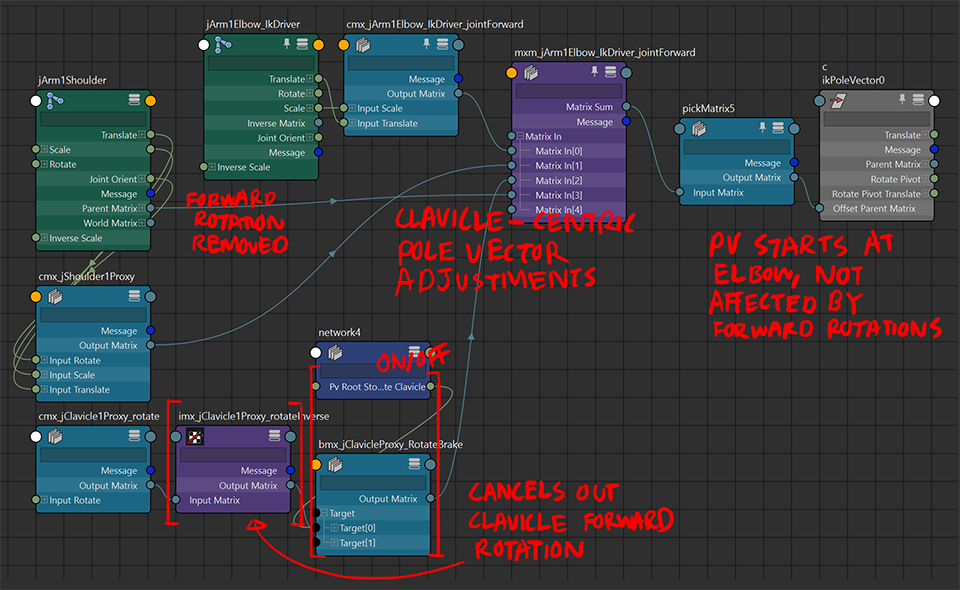 jArm1Elbow_IkDriver
Translate
Rotate
Scale
Inverse Matrix
Joint Orient
Message
Inverse Scale
cmx_jArm1Elbow_IkDriver_jointForward
Message
Output Matrix
Input Scale
Input Translate
mxm_jArm1Elbow_IkDriver_jointForward
Matrix Sum
Message
Matrix In
Matrix In[0]
Matrix In[1]
Matrix In[2]
Matrix In[3]
Matrix In[4]
pickMatrix5
Message
Output Matrix
Input Matrix
c
ikPoleVector0
Translate
Message
Parent Matrix
Rotate Pivot
Rotate Pivot Translate
Offset Parent Matrix
jArm1Shoulder
Translate
Scale
Rotate
Joint Orient
Message
Parent Matrix
World Matrix
Inverse Scale
FORWARD
ROTATION
REMOVED
CLAVICLE-CENTRIC
POLE VECTOR
ADJUSTMENTS
PV STARTS AT
ELBOW, NOT
AFFECTED BY
FORWARD ROTATIONS
cmx_jShoulder1Proxy
Message
Output Matrix
Input Rotate
Input Scale
Input Translate
network4
ON/OFF
Pv Root Sto...te Clavicle
cmx_jClavicle1Proxy_rotate
Message
Output Matrix
Input Rotate
imx_jClavicle1Proxy_rotateInverse
Message
Output Matrix
Input Matrix
bmx_jClavicleProxy_RotateBrake
Output Matrix
Target
Target[0]
Target[1]
CANCELS OUT
CLAVICLE FORWARD
ROTATION